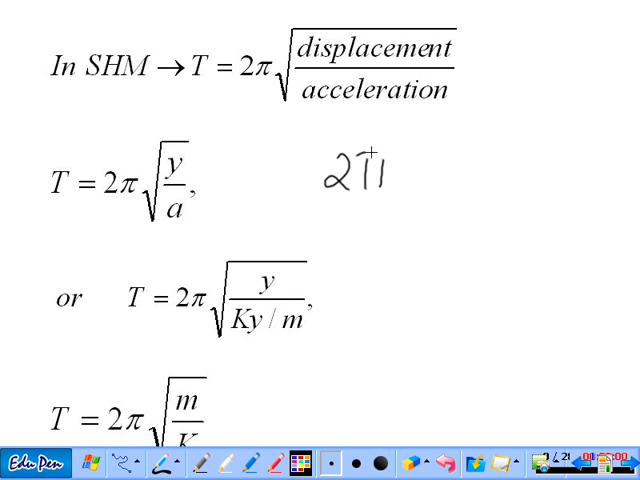 In SHM → T = 2π √(displacement / acceleration)
T = 2π √(y / a),
2π
or T = 2π √(y / (Ky / m)),
T = 2π √(m / K)
Edu Pen